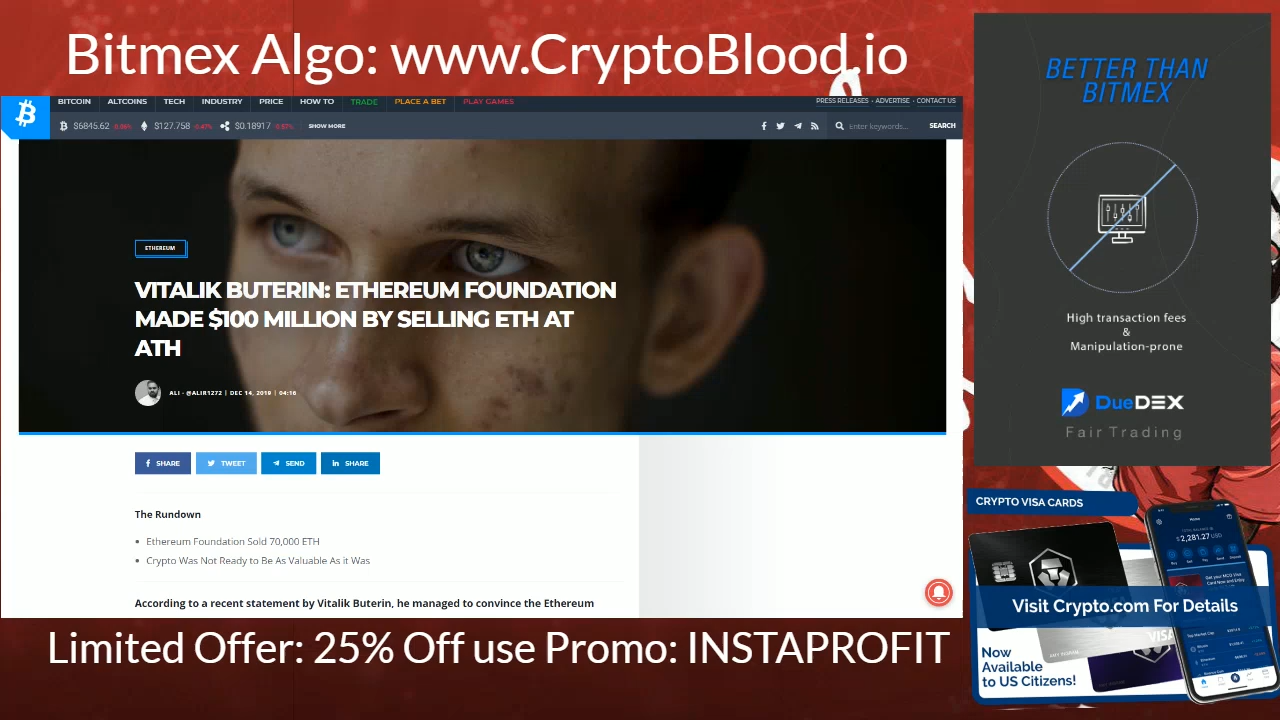 Bitmex Algo: www.CryptoBlood.io
BITCOIN ALTCOINS TECH INDUSTRY PRICE HOW TO TRADE PLACE A BET PLAY GAMES
PRESS RELEASES • ADVERTISE • CONTACT US
$6845.62 $127.758 $0.18917 SHOW MORE
Enter keywords... SEARCH
ETHEREUM
VITALIK BUTERIN: ETHEREUM FOUNDATION
MADE $100 MILLION BY SELLING ETH AT
ATH
ALI - @ALIR1272 | DEC 14, 2019 | 04:16
SHARE TWEET SEND SHARE
The Rundown
Ethereum Foundation Sold 70,000 ETH
Crypto Was Not Ready to Be As Valuable As it Was
According to a recent statement by Vitalik Buterin, he managed to convince the Ethereum
Limited Offer: 25% Off use Promo: INSTAPROFIT
BETTER THAN
BITMEX
High transaction fees
&
Manipulation-prone
DueDEX
Fair Trading
CRYPTO VISA CARDS
$2,281.27 USD
Visit Crypto.com For Details
VISA
Now
Available
to US Citizens!